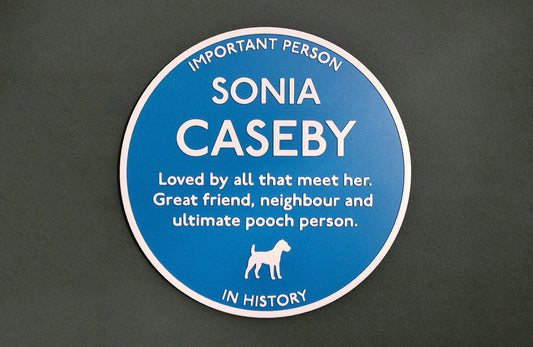 IMPORTANT PERSON
SONIA
CASEBY
Loved by all that meet her.
Great friend, neighbour and
ultimate pooch person.
IN HISTORY